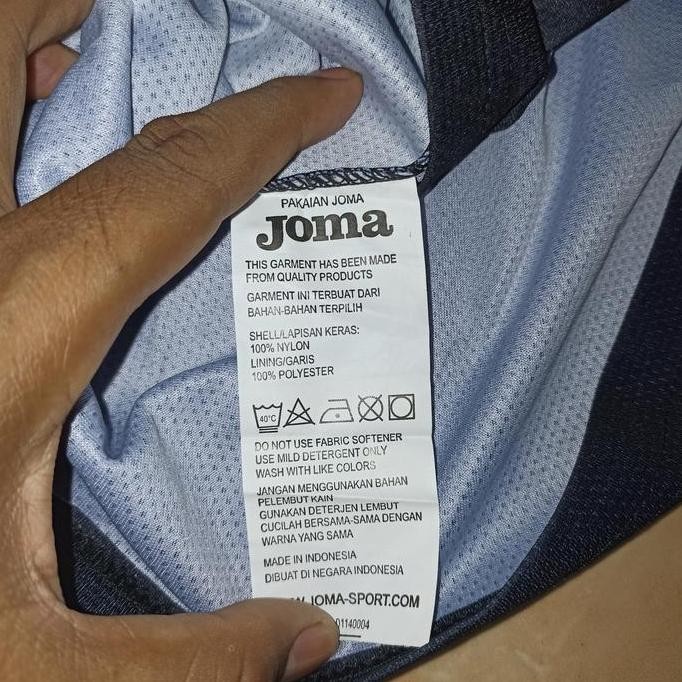 PAKAIAN JOMA
Joma
THIS GARMENT HAS BEEN MADE
FROM QUALITY PRODUCTS
GARMENT INI TERBUAT DARI
BAHAN-BAHAN TERPILIH
SHELL/LAPISAN KERAS:
100% NYLON
LINING/GARIS
100% POLYESTER
40°C
DO NOT USE FABRIC SOFTENER
USE MILD DETERGENT ONLY
WASH WITH LIKE COLORS
JANGAN MENGGUNAKAN BAHAN
PELEMBUT KAIN
GUNAKAN DETERJEN LEMBUT
CUCILAH BERSAMA-SAMA DENGAN
WARNA YANG SAMA
MADE IN INDONESIA
DIBUAT DI NEGARA INDONESIA
.JOMA-SPORT.COM
01140004